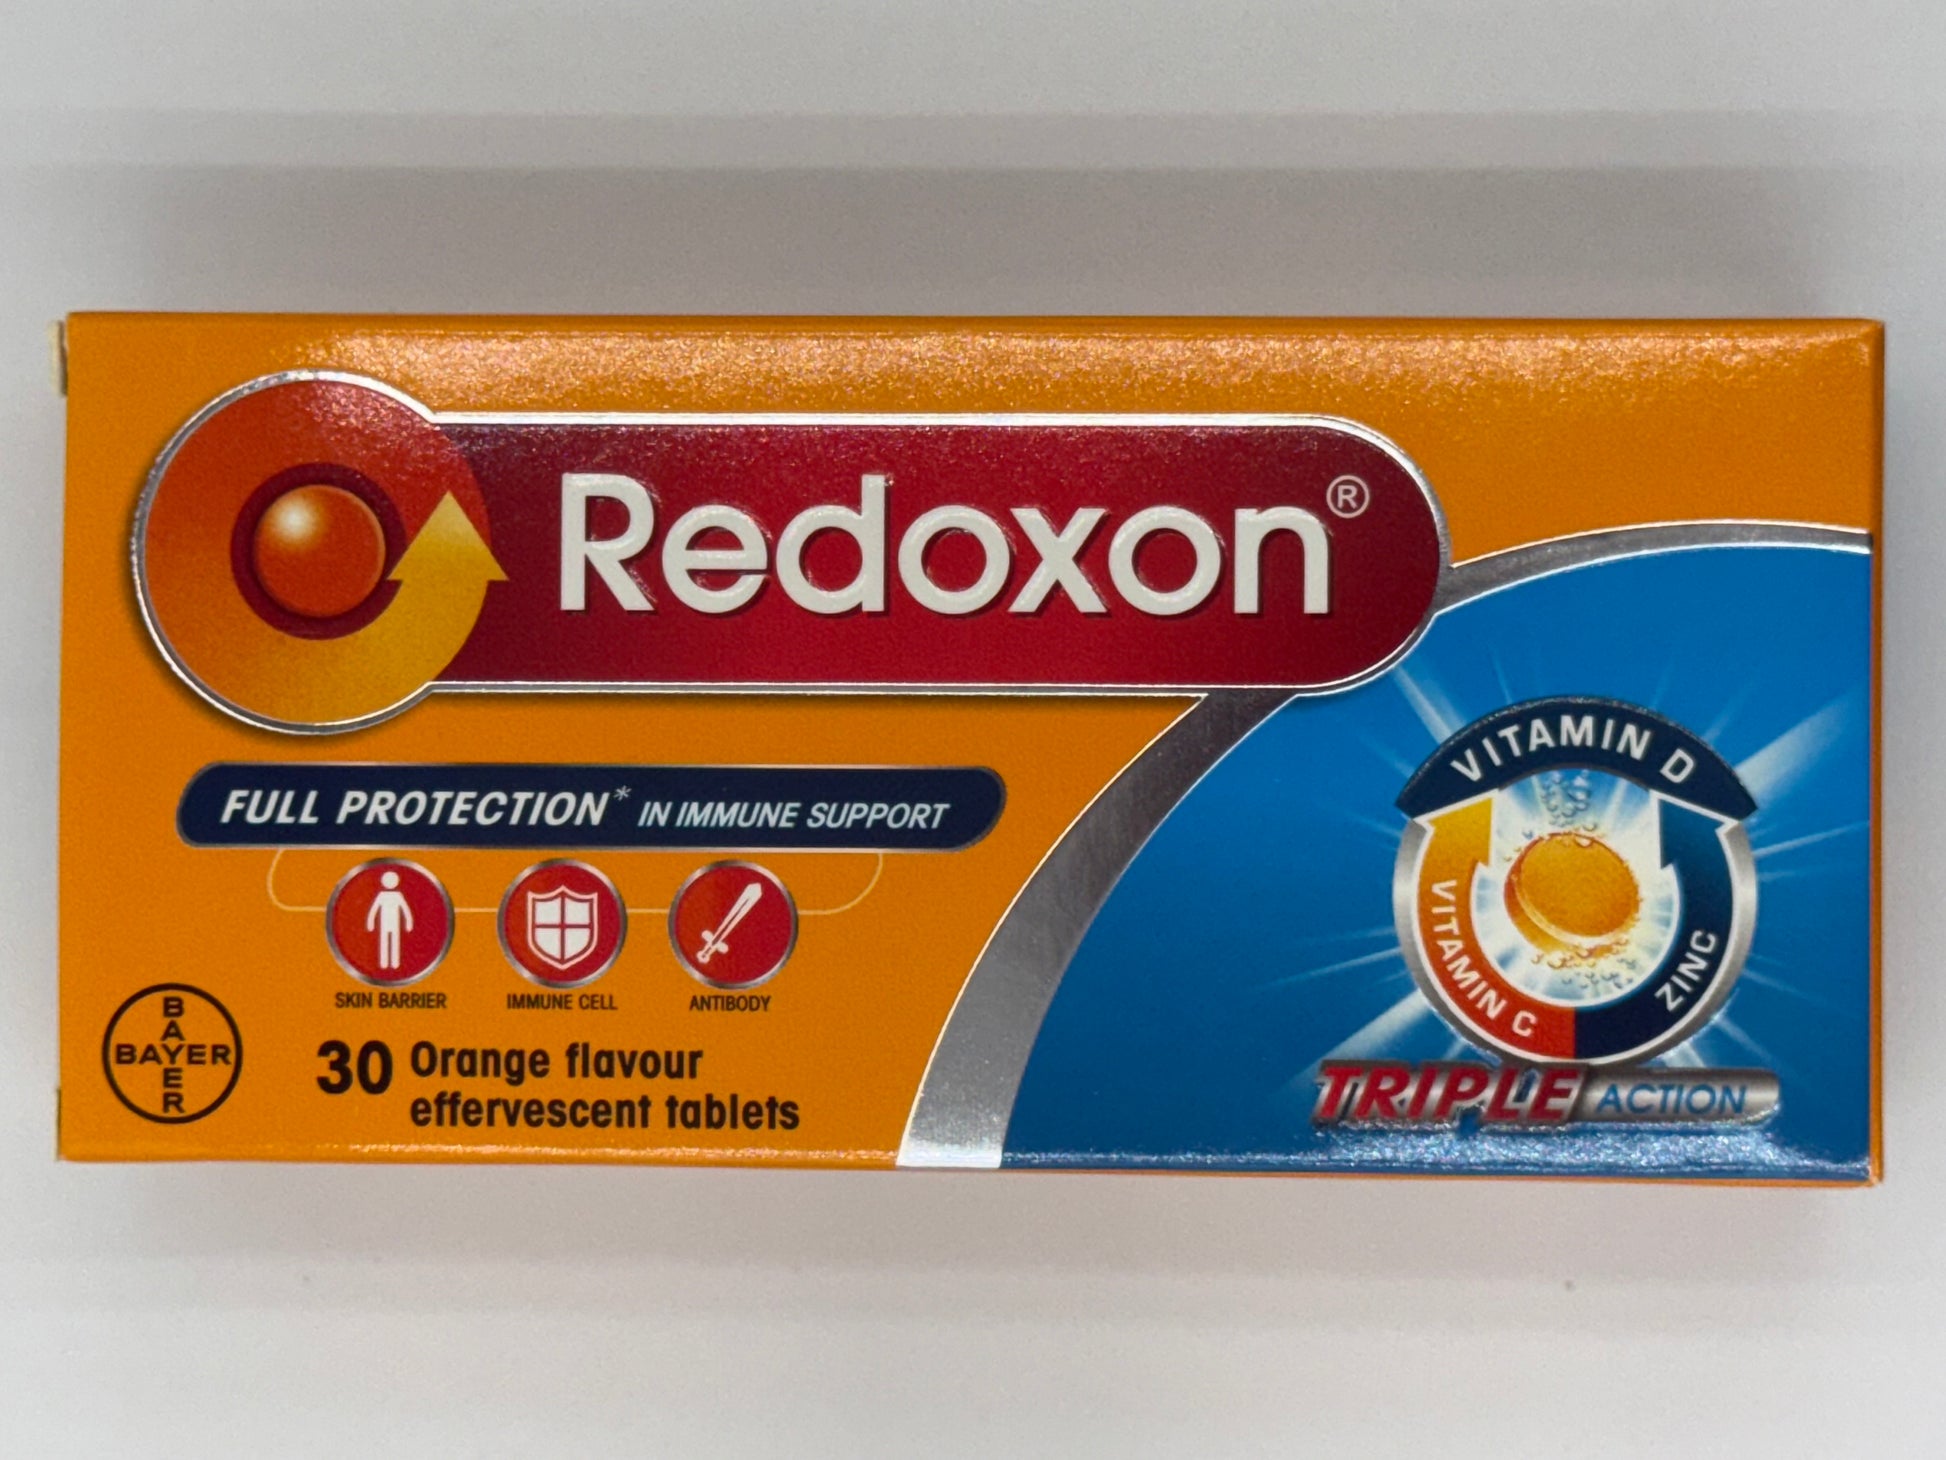 Redoxon®
FULL PROTECTION* IN IMMUNE SUPPORT
SKIN BARRIER
IMMUNE CELL
ANTIBODY
BAYER
BAYER
30 Orange flavour
effervescent tablets
VITAMIN D
VITAMIN C
ZINC
TRIPLE ACTION